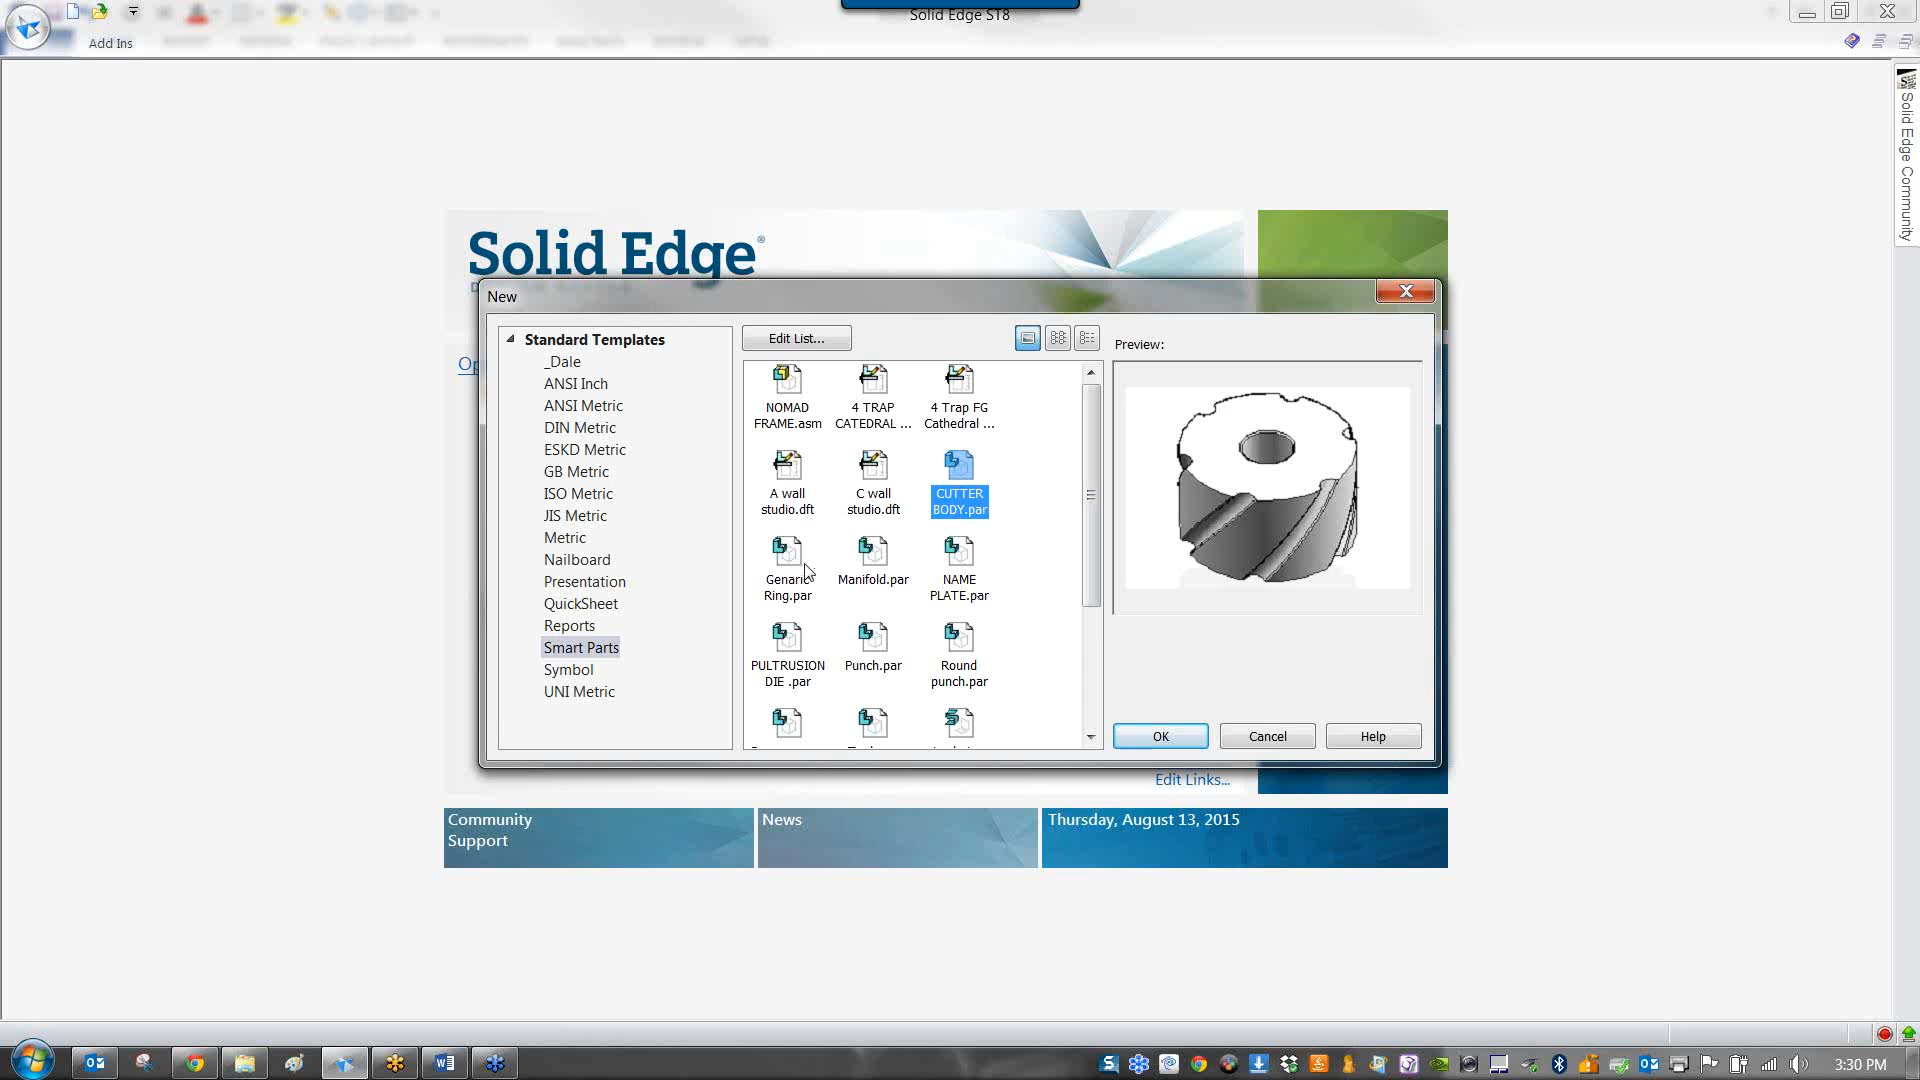 Solid Edge ST8
Add Ins
Solid Edge Community
Solid Edge®
New
Standard Templates
_Dale
ANSI Inch
ANSI Metric
DIN Metric
ESKD Metric
GB Metric
ISO Metric
JIS Metric
Metric
Nailboard
Presentation
QuickSheet
Reports
Smart Parts
Symbol
UNI Metric
Edit List...
NOMAD
FRAME.asm
4 TRAP
CATEDRAL ...
4 Trap FG
Cathedral ...
A wall
studio.dft
C wall
studio.dft
CUTTER
BODY.par
Genaric
Ring.par
Manifold.par
NAME
PLATE.par
PULTRUSION
DIE .par
Punch.par
Round
punch.par
Preview:
OK
Cancel
Help
Edit Links...
Community
Support
News
Thursday, August 13, 2015
3:30 PM